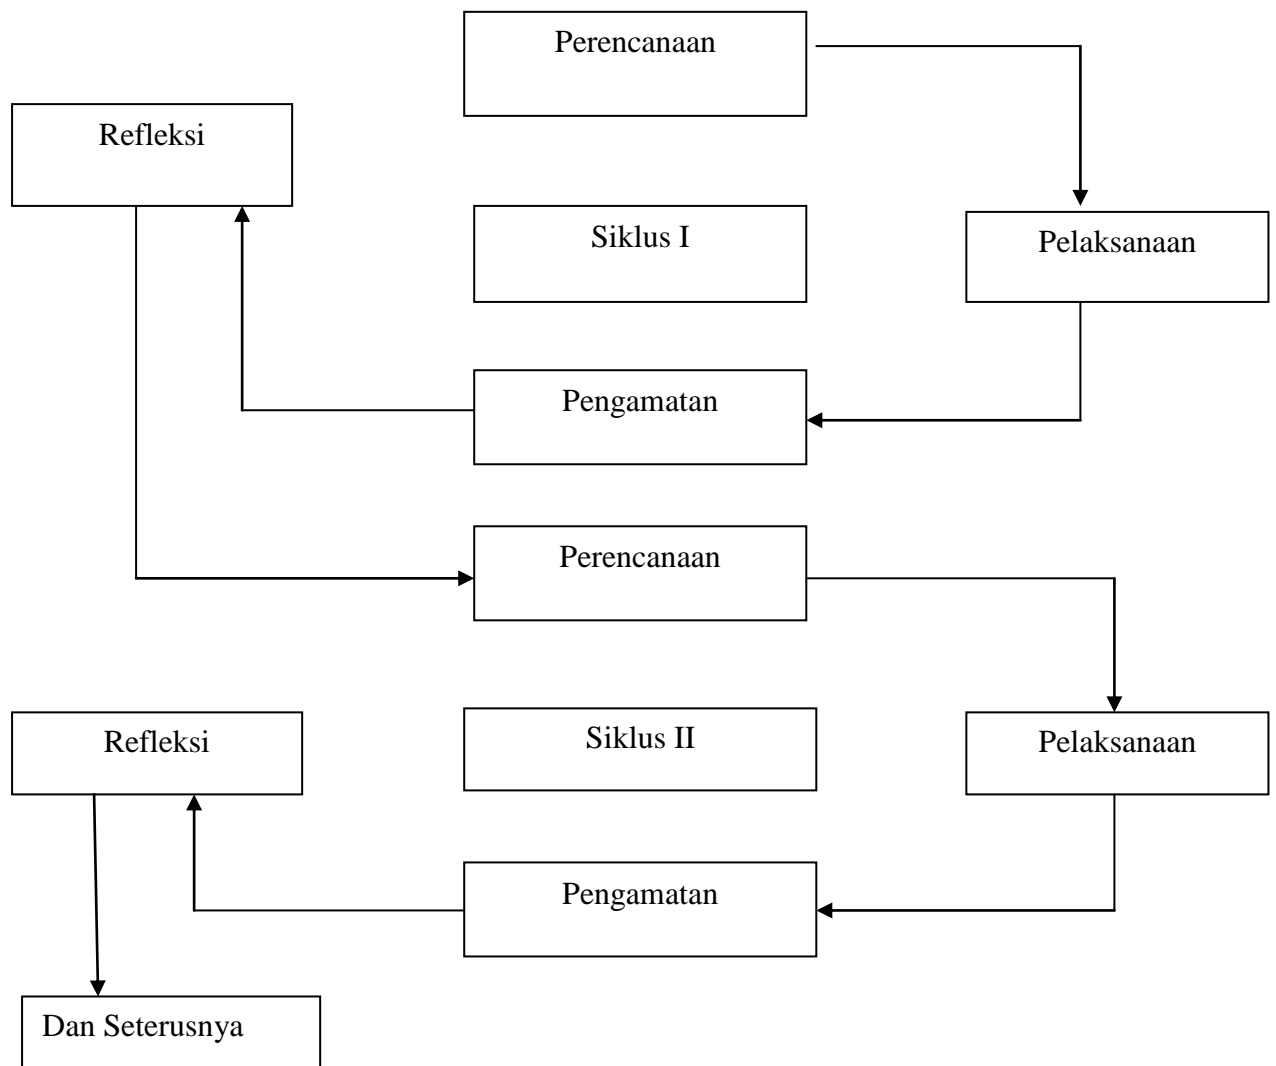 Perencanaan
Refleksi
Siklus I
Pelaksanaan
Pengamatan
Perencanaan
Refleksi
Siklus II
Pelaksanaan
Pengamatan
Dan Seterusnya